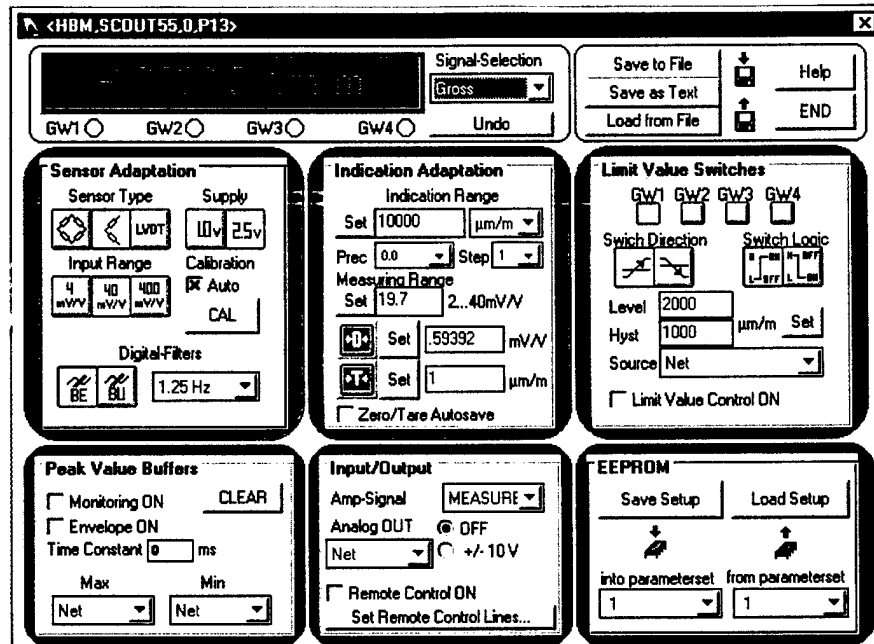 <HBM,SCOUT55,0,P13>
Signal-Selection
Gross
Undo
GW1 GW2 GW3 GW4
Save to File
Save as Text
Load from File
Help
END
Sensor Adaptation
Sensor Type
Supply
LVDT
1.0v 2.5v
Input Range
Calibration
4 mV/V
40 mV/V
400 mV/V
Auto
CAL
Digital-Filters
BE
BU
1.25 Hz
Indication Adaptation
Indication Range
Set 10000 µm/m
Prec 0.0 Step 1
Measuring Range
Set 19.7 2...40mV/V
0 Set .59392 mV/V
T Set 1 µm/m
Zero/Tare Autosave
Limit Value Switches
GW1 GW2 GW3 GW4
Swich Direction
Switch Logic
H ON H OFF
L OFF L ON
Level 2000
Hyst 1000 µm/m Set
Source Net
Limit Value Control ON
Peak Value Buffers
Monitoring ON
CLEAR
Envelope ON
Time Constant 0 ms
Max
Min
Net
Net
Input/Output
Amp-Signal MEASURE
Analog OUT
OFF
Net
+/- 10 V
Remote Control ON
Set Remote Control Lines...
EEPROM
Save Setup
Load Setup
into parameterset
from parameterset
1
1